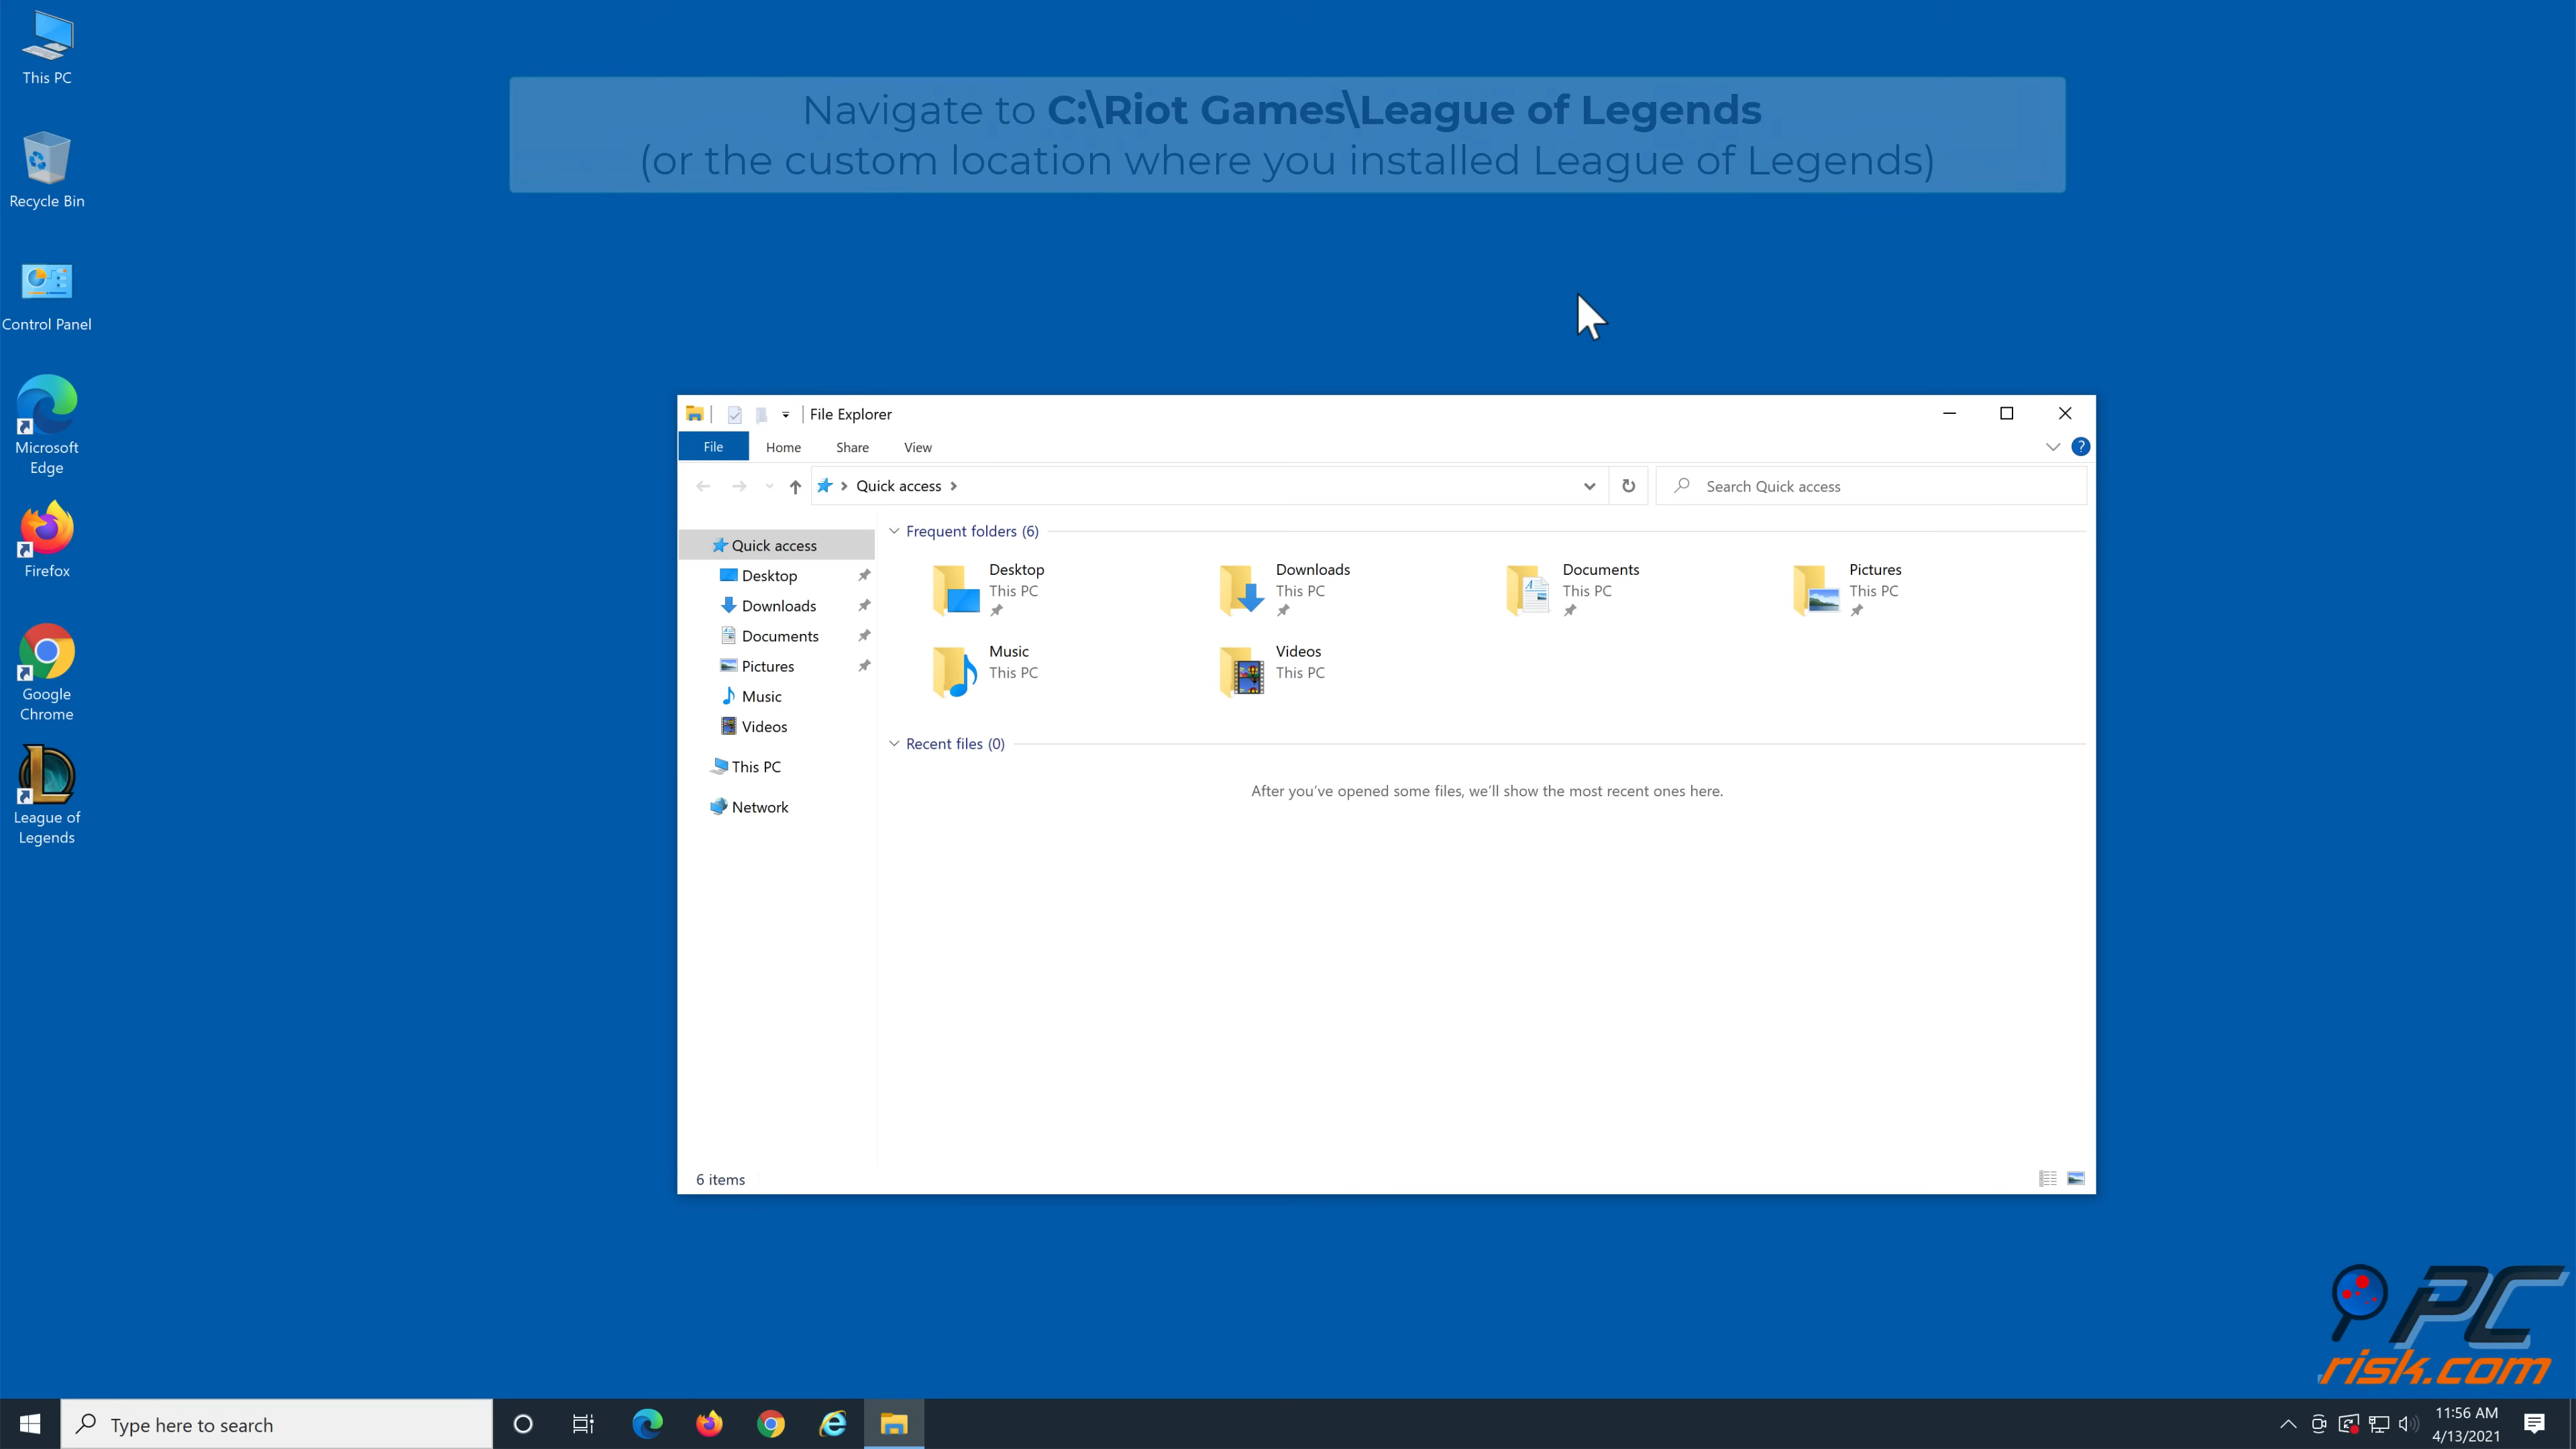 This PC
Recycle Bin
Control Panel
Microsoft
Edge
Firefox
Google
Chrome
League of
Legends
Navigate to C:\Riot Games\League of Legends
(or the custom location where you installed League of Legends)
File Explorer
File Home Share View
?
Quick access
Search Quick access
Quick access
Desktop
Downloads
Documents
Pictures
Music
Videos
This PC
Network
Frequent folders (6)
Desktop
This PC
Downloads
This PC
Documents
This PC
Pictures
This PC
Music
This PC
Videos
This PC
Recent files (0)
After you've opened some files, we'll show the most recent ones here.
6 items
PC
risk.com
Type here to search
11:56 AM
4/13/2021